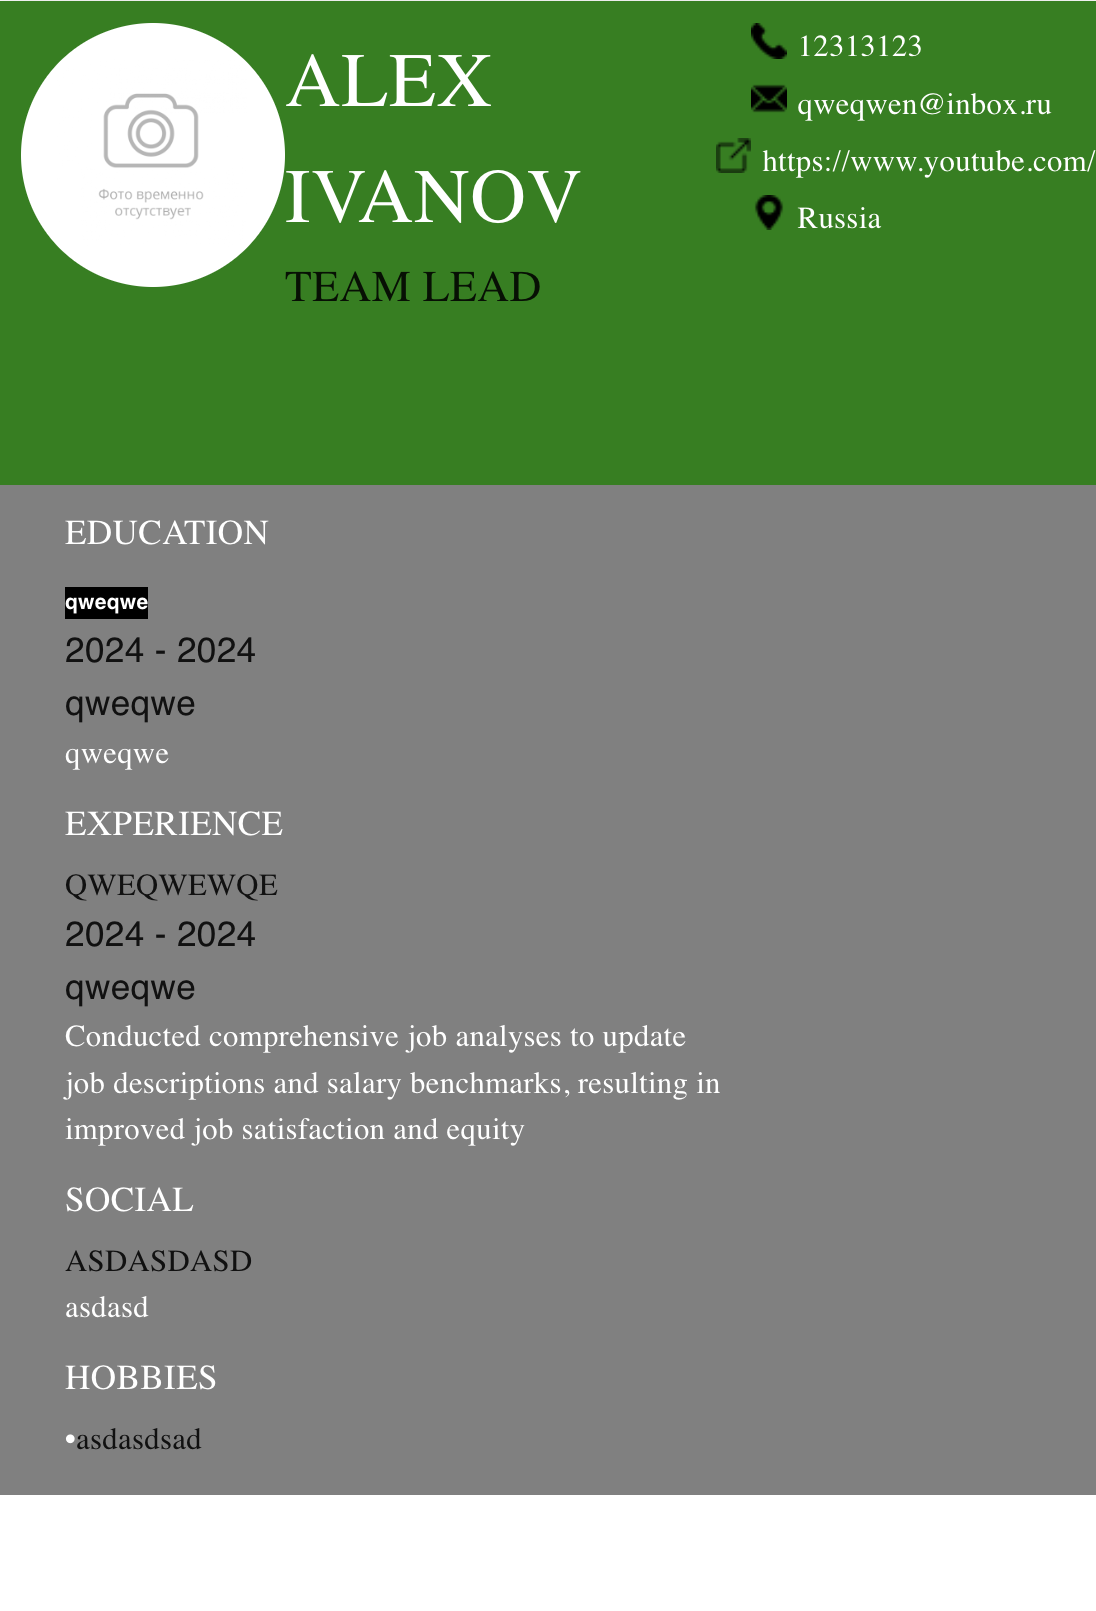 Фото временно
отсутствует
ALEX
IVANOV
TEAM LEAD
12313123
qweqwen@inbox.ru
https://www.youtube.com/
Russia
EDUCATION
qweqwe
2024 - 2024
qweqwe
qweqwe
EXPERIENCE
QWEQWEWQE
2024 - 2024
qweqwe
Conducted comprehensive job analyses to update
job descriptions and salary benchmarks, resulting in
improved job satisfaction and equity
SOCIAL
ASDASDASD
asdasd
HOBBIES
•asdasdsad